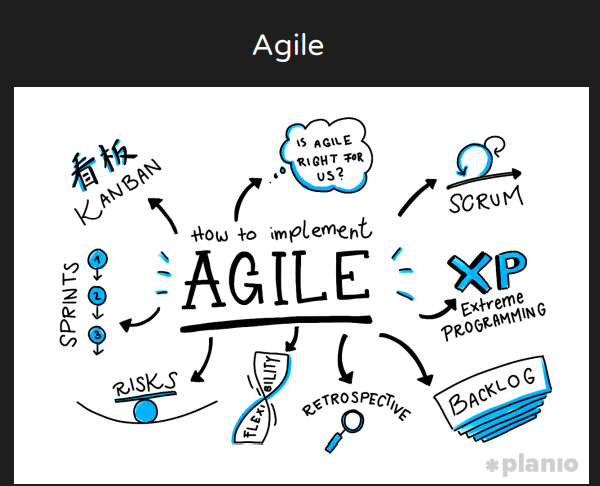 Agile
看板
KANBAN
IS AGILE
RIGHT FOR
US?
SCRUM
How to implement
AGILE
SPRINTS
1
2
3
XP
Extreme
PROGRAMMING
RISKS
FLEXIBILITY
RETROSPECTIVE
BACKLOG
*planio